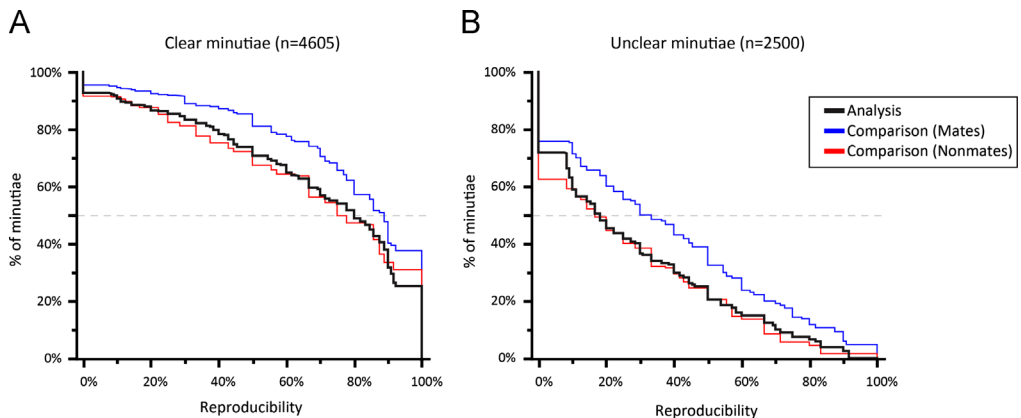 A
Clear minutiae (n=4605)
% of minutiae
100%
80%
60%
40%
20%
0%
0% 20% 40% 60% 80% 100%
Reproducibility
B
Unclear minutiae (n=2500)
% of minutiae
100%
80%
60%
40%
20%
0%
0% 20% 40% 60% 80% 100%
Reproducibility
Analysis
Comparison (Mates)
Comparison (Nonmates)